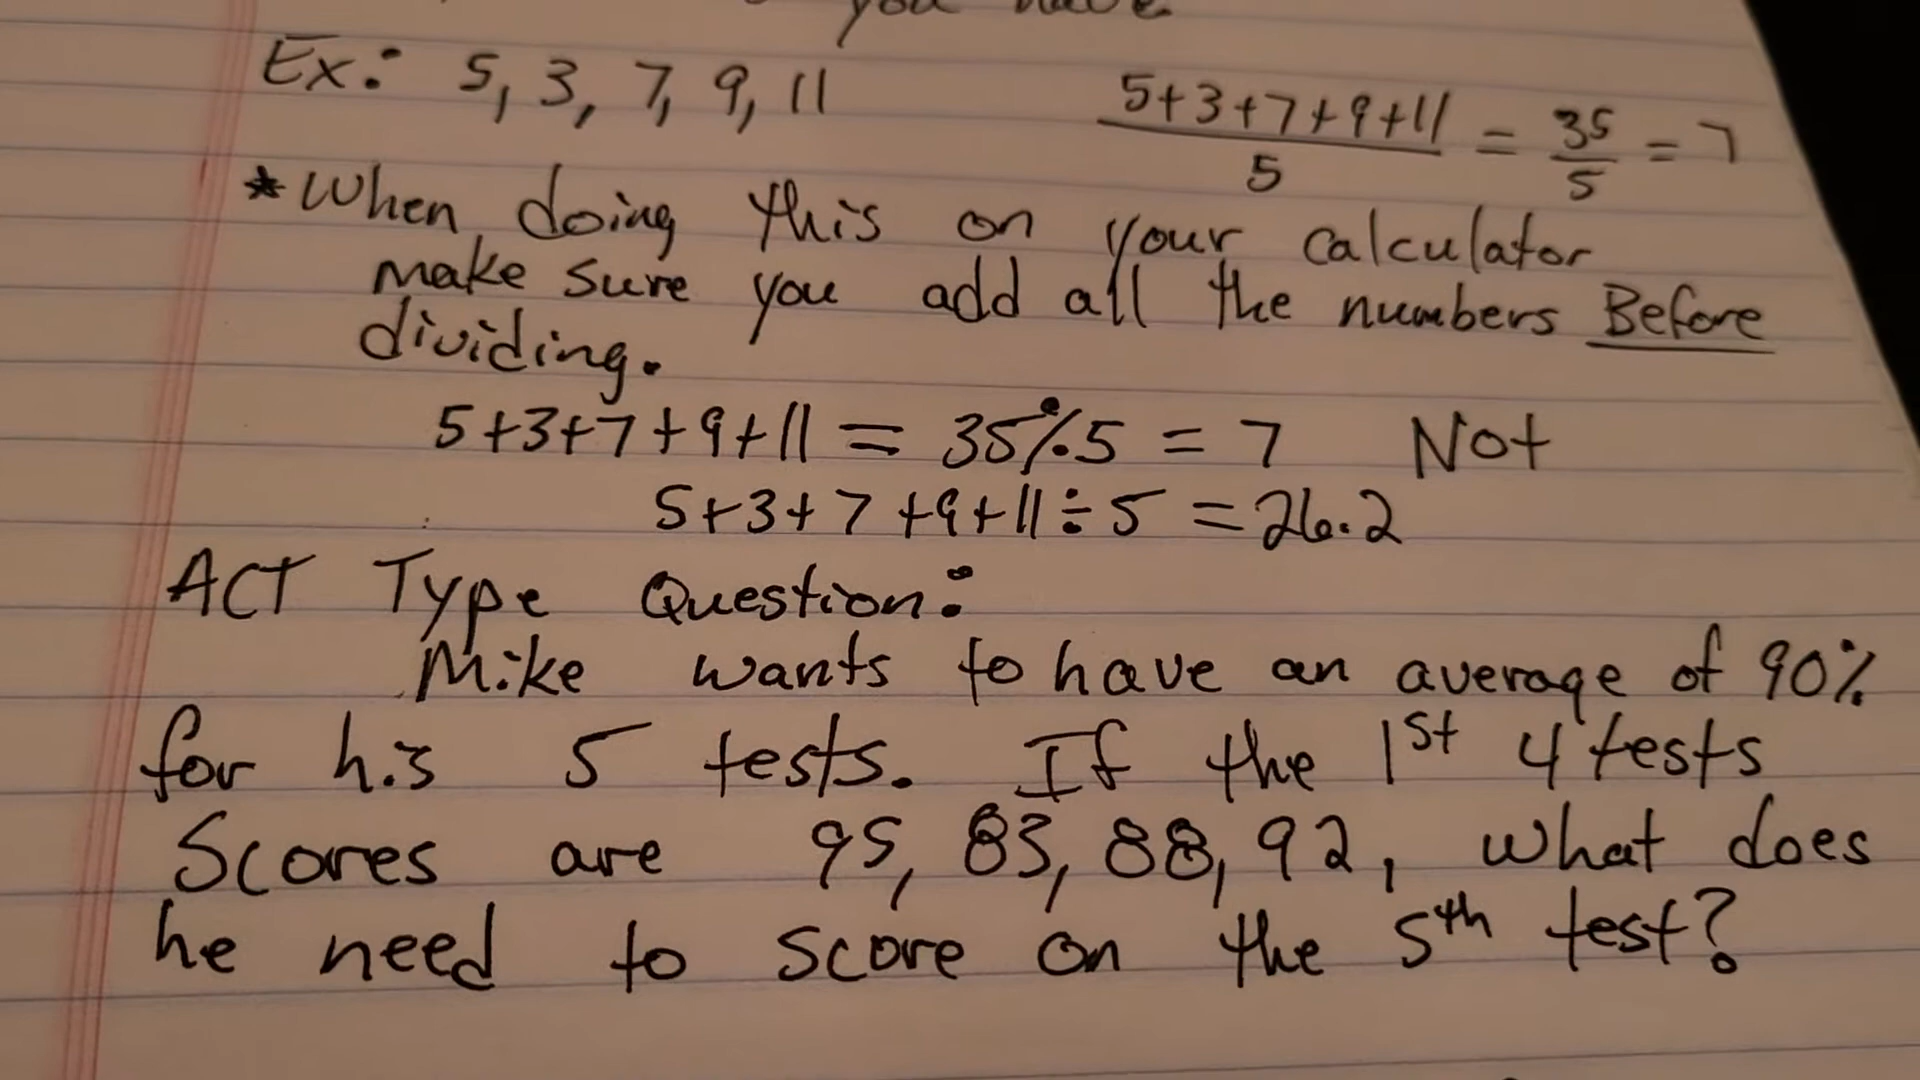 you have
Ex: 5, 3, 7, 9, 11
5+3+7+9+11/5 = 35/5 = 7
*When doing this on your calculator
make sure you add all the numbers Before
dividing.
5+3+7+9+11 = 35÷5 = 7 Not
5+3+7+9+11÷5 = 26.2
ACT Type Question:
Mike wants to have an average of 90%
for his 5 tests. If the 1st 4 tests
Scores are 95, 83, 88, 92, what does
he need to score on the 5th test?